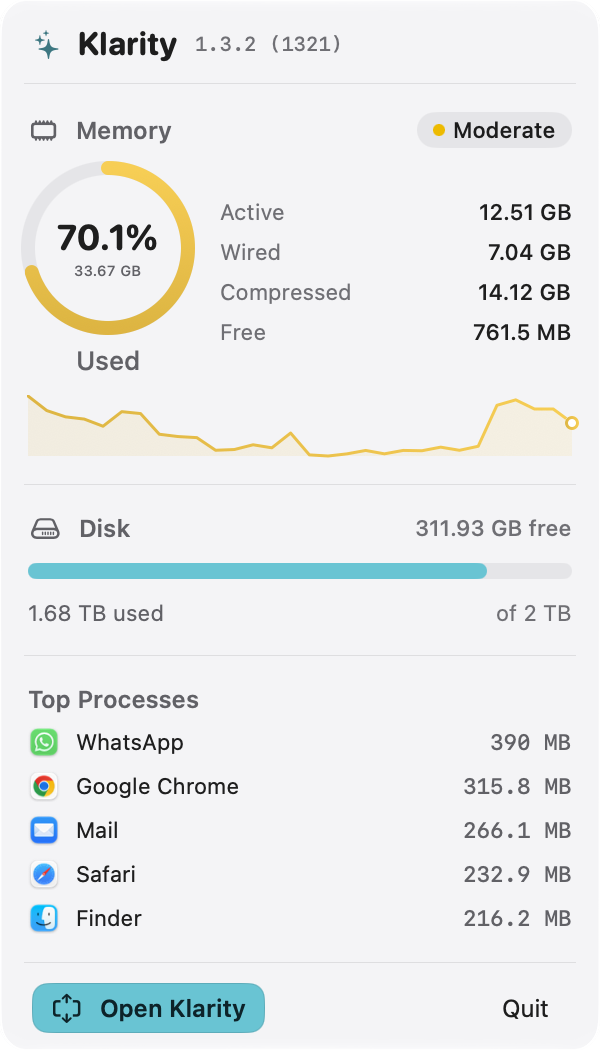 Klarity 1.3.2 (1321)
Memory Moderate
70.1%
33.67 GB
Used
Active 12.51 GB
Wired 7.04 GB
Compressed 14.12 GB
Free 761.5 MB
Disk 311.93 GB free
1.68 TB used of 2 TB
Top Processes
WhatsApp 390 MB
Google Chrome 315.8 MB
Mail 266.1 MB
Safari 232.9 MB
Finder 216.2 MB
Open Klarity Quit